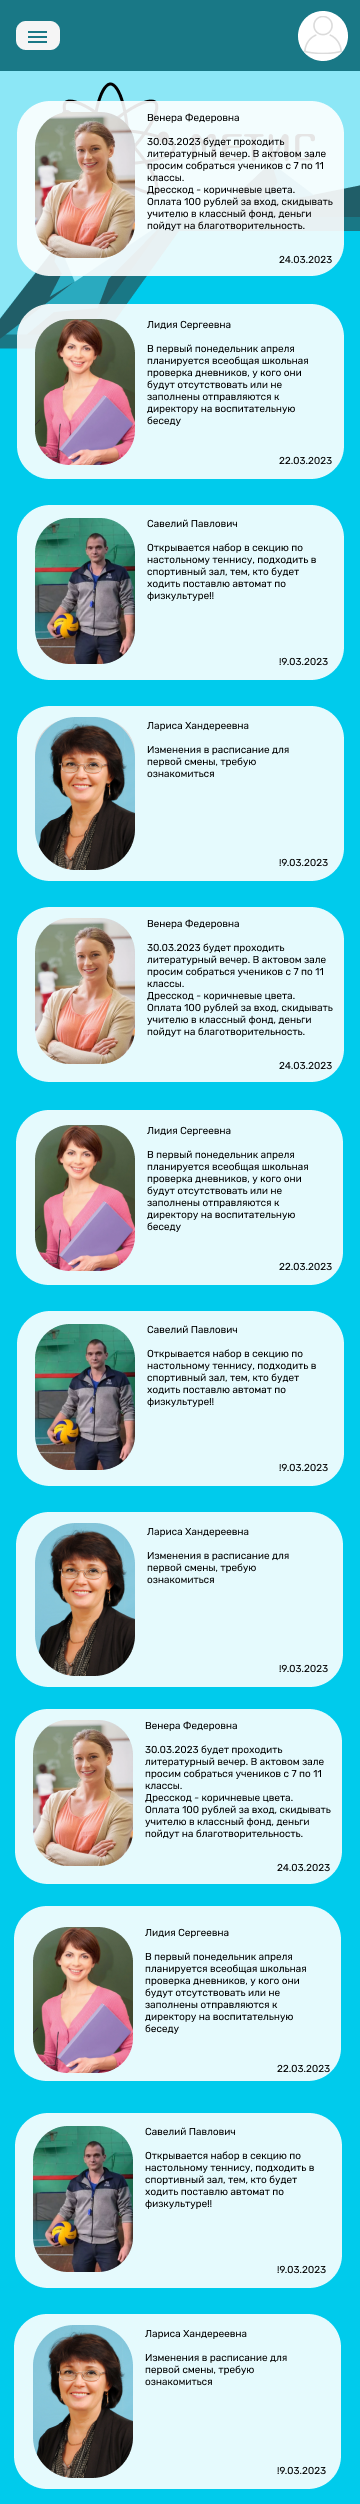 МЕТИС
Венера Федеровна
30.03.2023 будет проходить
литературный вечер. В актовом зале
просим собраться учеников с 7 по 11
классы.
Дресскод - коричневые цвета.
Оплата 100 рублей за вход, скидывать
учителю в классный фонд, деньги
пойдут на благотворительность.
24.03.2023
Лидия Сергеевна
В первый понедельник апреля
планируется всеобщая школьная
проверка дневников, у кого они
будут отсутствовать или не
заполнены отправляются к
директору на воспитательную
беседу
22.03.2023
Савелий Павлович
Открывается набор в секцию по
настольному теннису, подходить в
спортивный зал, тем, кто будет
ходить поставлю автомат по
физкультуре!!
!9.03.2023
Лариса Хандереевна
Изменения в расписание для
первой смены, требую
ознакомиться
!9.03.2023
Венера Федоровна
30.03.2023 будет проходить
литературный вечер. В актовом зале
просим собраться учеников с 7 по 11
классы.
Дресскод - коричневые цвета.
Оплата 100 рублей за вход, скидывать
учителю в классный фонд, деньги
пойдут на благотворительность.
24.03.2023
Лидия Сергеевна
В первый понедельник апреля
планируется всеобщая школьная
проверка дневников, у кого они
будут отсутствовать или не
заполнены отправляются к
директору на воспитательную
беседу
22.03.2023
Савелий Павлович
Открывается набор в секцию по
настольному теннису, подходить в
спортивный зал, тем, кто будет
ходить поставлю автомат по
физкультуре!!
!9.03.2023
Лариса Хандереевна
Изменения в расписание для
первой смены, требую
ознакомиться
!9.03.2023
Венера Федоровна
30.03.2023 будет проходить
литературный вечер. В актовом зале
просим собраться учеников с 7 по 11
классы.
Дресскод - коричневые цвета.
Оплата 100 рублей за вход, скидывать
учителю в классный фонд, деньги
пойдут на благотворительность.
24.03.2023
Лидия Сергеевна
В первый понедельник апреля
планируется всеобщая школьная
проверка дневников, у кого они
будут отсутствовать или не
заполнены отправляются к
директору на воспитательную
беседу
22.03.2023
Савелий Павлович
Открывается набор в секцию по
настольному теннису, подходить в
спортивный зал, тем, кто будет
ходить поставлю автомат по
физкультуре!!
!9.03.2023
Лариса Хандереевна
Изменения в расписание для
первой смены, требую
ознакомиться
!9.03.2023